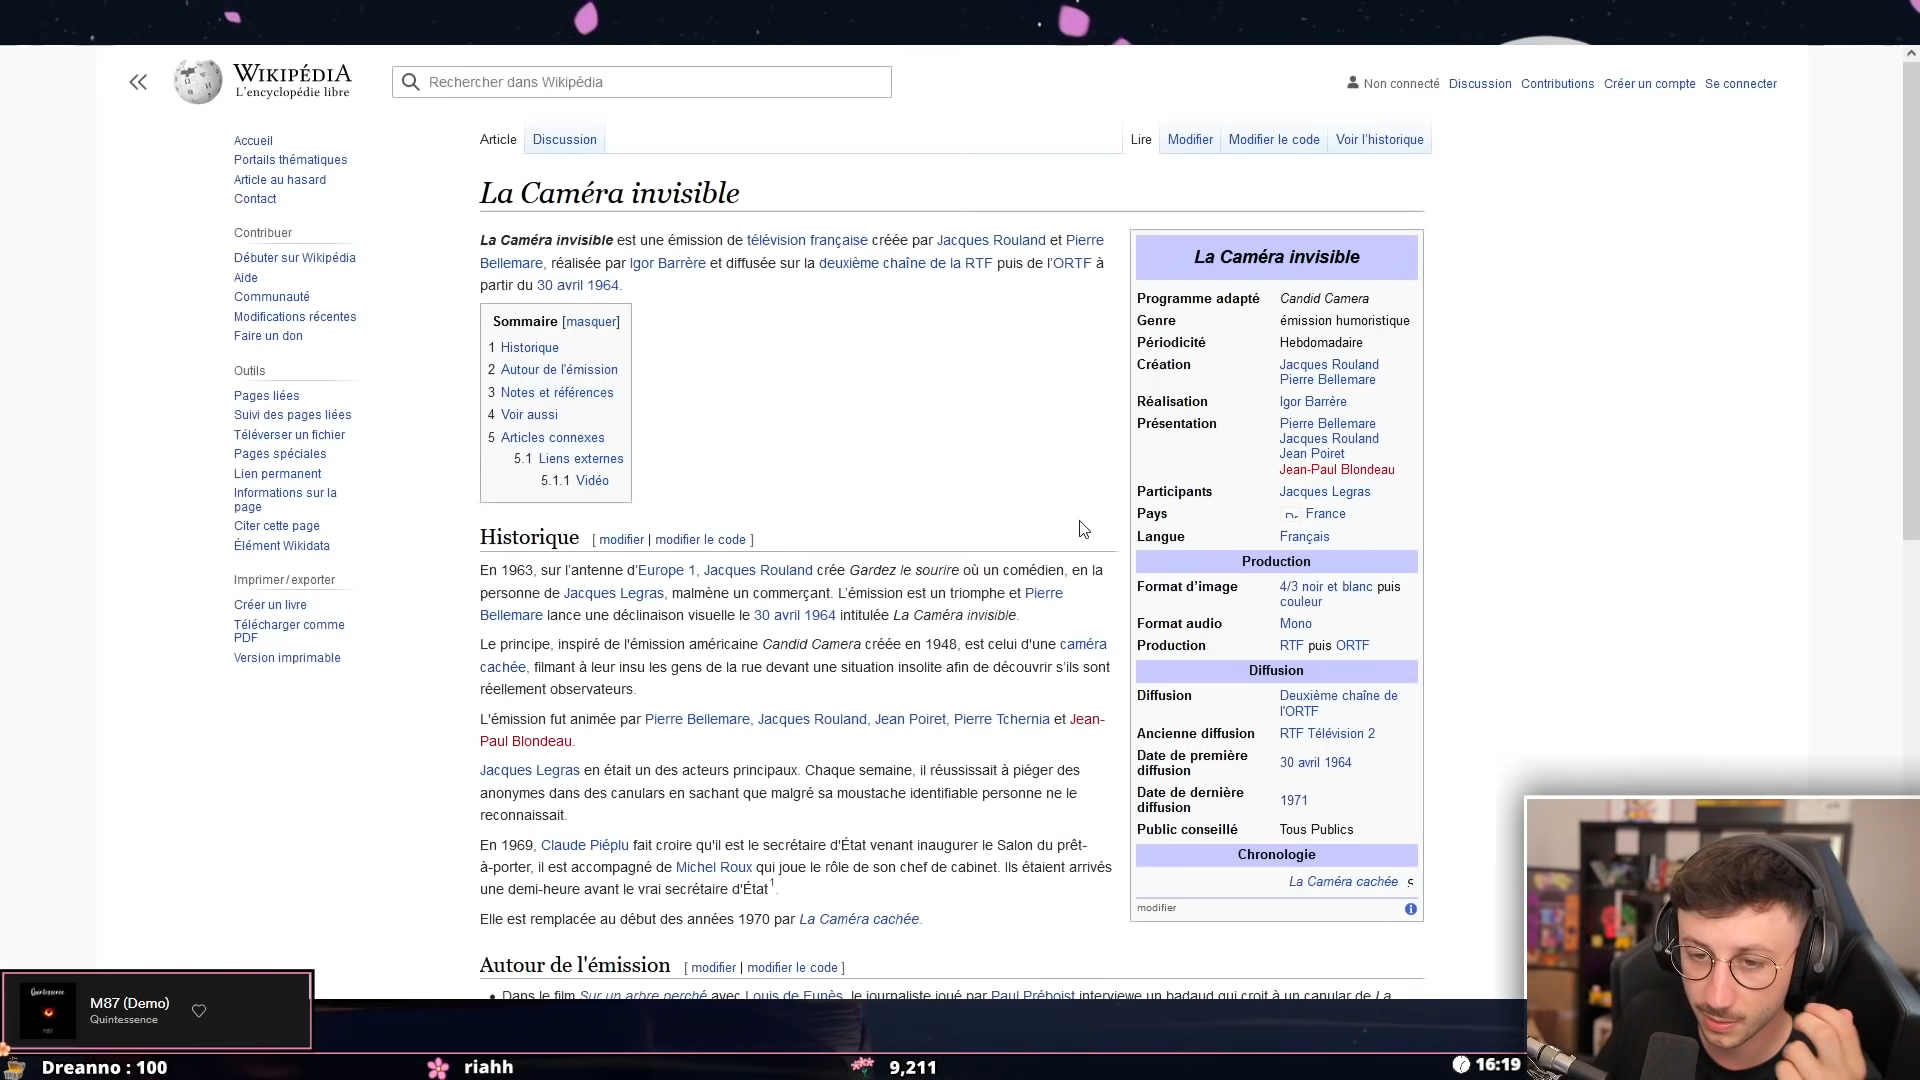 WIKIPÉDIA
L'encyclopédie libre
Rechercher dans Wikipédia
Non connecté Discussion Contributions Créer un compte Se connecter
Accueil
Portails thématiques
Article au hasard
Contact
Contribuer
Débuter sur Wikipédia
Aide
Communauté
Modifications récentes
Faire un don
Outils
Pages liées
Suivi des pages liées
Téléverser un fichier
Pages spéciales
Lien permanent
Informations sur la
page
Citer cette page
Élément Wikidata
Imprimer / exporter
Créer un livre
Télécharger comme
PDF
Version imprimable
Article Discussion
Lire Modifier Modifier le code Voir l'historique
La Caméra invisible
La Caméra invisible est une émission de télévision française créée par Jacques Rouland et Pierre
Bellemare, réalisée par Igor Barrère et diffusée sur la deuxième chaîne de la RTF puis de l'ORTF à
partir du 30 avril 1964.
Sommaire [masquer]
1 Historique
2 Autour de l'émission
3 Notes et références
4 Voir aussi
5 Articles connexes
5.1 Liens externes
5.1.1 Vidéo
Historique [ modifier | modifier le code ]
En 1963, sur l'antenne d'Europe 1, Jacques Rouland crée Gardez le sourire où un comédien, en la
personne de Jacques Legras, malmène un commerçant. L'émission est un triomphe et Pierre
Bellemare lance une déclinaison visuelle le 30 avril 1964 intitulée La Caméra invisible.
Le principe, inspiré de l'émission américaine Candid Camera créée en 1948, est celui d'une caméra
cachée, filmant à leur insu les gens de la rue devant une situation insolite afin de découvrir s'ils sont
réellement observateurs.
L'émission fut animée par Pierre Bellemare, Jacques Rouland, Jean Poiret, Pierre Tchernia et Jean-
Paul Blondeau.
Jacques Legras en était un des acteurs principaux. Chaque semaine, il réussissait à piéger des
anonymes dans des canulars en sachant que malgré sa moustache identifiable personne ne le
reconnaissait.
En 1969, Claude Piéplu fait croire qu'il est le secrétaire d'État venant inaugurer le Salon du prêt-
à-porter, il est accompagné de Michel Roux qui joue le rôle de son chef de cabinet. Ils étaient arrivés
une demi-heure avant le vrai secrétaire d'État1.
Elle est remplacée au début des années 1970 par La Caméra cachée.
Autour de l'émission [ modifier | modifier le code ]
• Dans le film Sur un arbre perché avec Louis de Funès, le journaliste joué par Paul Préboist interviewe un badaud qui croit à un canular de La
La Caméra invisible
Programme adapté Candid Camera
Genre émission humoristique
Périodicité Hebdomadaire
Création Jacques Rouland
Pierre Bellemare
Réalisation Igor Barrère
Présentation Pierre Bellemare
Jacques Rouland
Jean Poiret
Jean-Paul Blondeau
Participants Jacques Legras
Pays France
Langue Français
Production
Format d'image 4/3 noir et blanc puis
couleur
Format audio Mono
Production RTF puis ORTF
Diffusion
Diffusion Deuxième chaîne de
l'ORTF
Ancienne diffusion RTF Télévision 2
Date de première
diffusion 30 avril 1964
Date de dernière
diffusion 1971
Public conseillé Tous Publics
Chronologie
La Caméra cachée
modifier
Quintessence
M87 (Demo)
Quintessence
Dreanno : 100
riahh
9,211
16:19